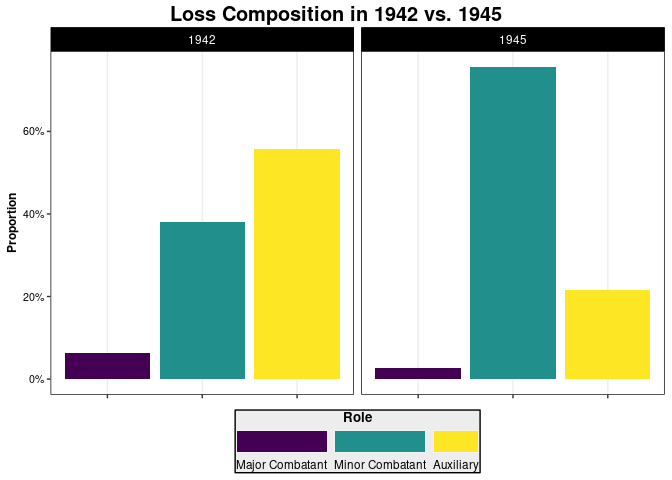 Loss Composition in 1942 vs. 1945
1942
1945
Proportion
60%
40%
20%
0%
Role
Major Combatant Minor Combatant Auxiliary